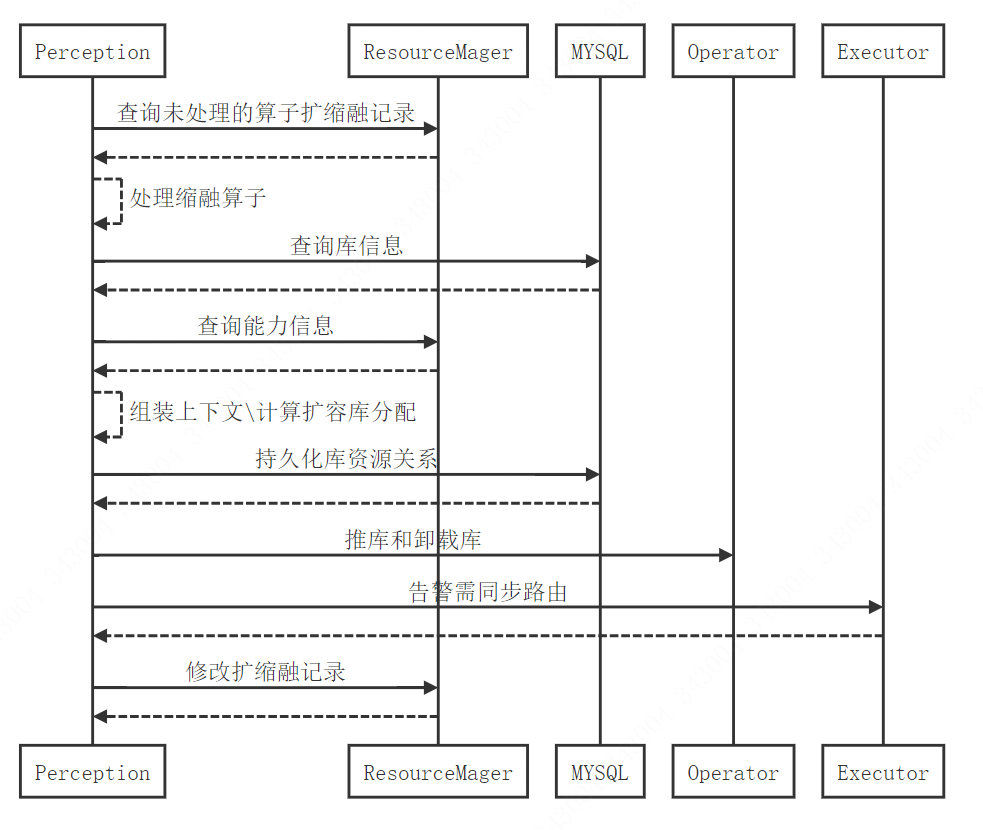 Perception
ResourceMager
MYSQL
Operator
Executor
查询未处理的算子扩缩融记录
处理缩融算子
查询库信息
查询能力信息
组装上下文\计算扩容库分配
持久化库资源关系
推库和卸载库
告警需同步路由
修改扩缩融记录
Perception
ResourceMager
MYSQL
Operator
Executor